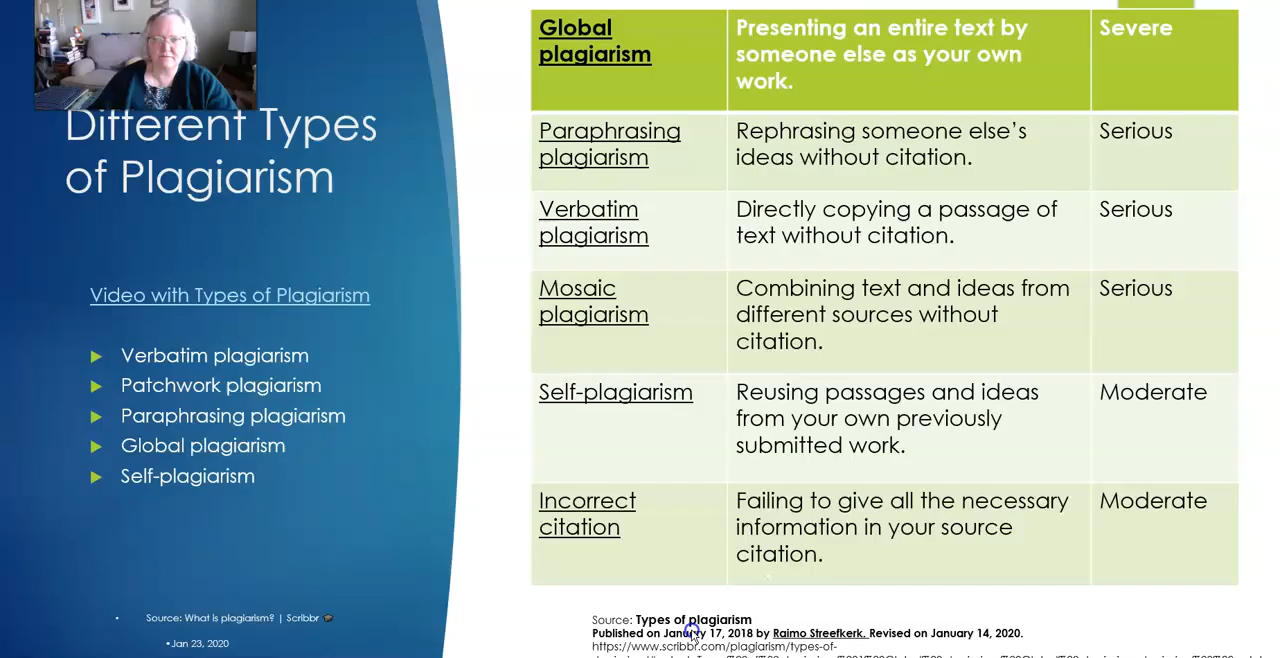 Different Types
of Plagiarism
Video with Types of Plagiarism
Verbatim plagiarism
Patchwork plagiarism
Paraphrasing plagiarism
Global plagiarism
Self-plagiarism
• Source: What is plagiarism? | Scribbr 🎓
•Jan 23, 2020
Global
plagiarism
Presenting an entire text by
someone else as your own
work.
Severe
Paraphrasing
plagiarism
Rephrasing someone else’s
ideas without citation.
Serious
Verbatim
plagiarism
Directly copying a passage of
text without citation.
Serious
Mosaic
plagiarism
Combining text and ideas from
different sources without
citation.
Serious
Self-plagiarism
Reusing passages and ideas
from your own previously
submitted work.
Moderate
Incorrect
citation
Failing to give all the necessary
information in your source
citation.
Moderate
Source: Types of plagiarism
Published on January 17, 2018 by Raimo Streefkerk. Revised on January 14, 2020.
https://www.scribbr.com/plagiarism/types-of-